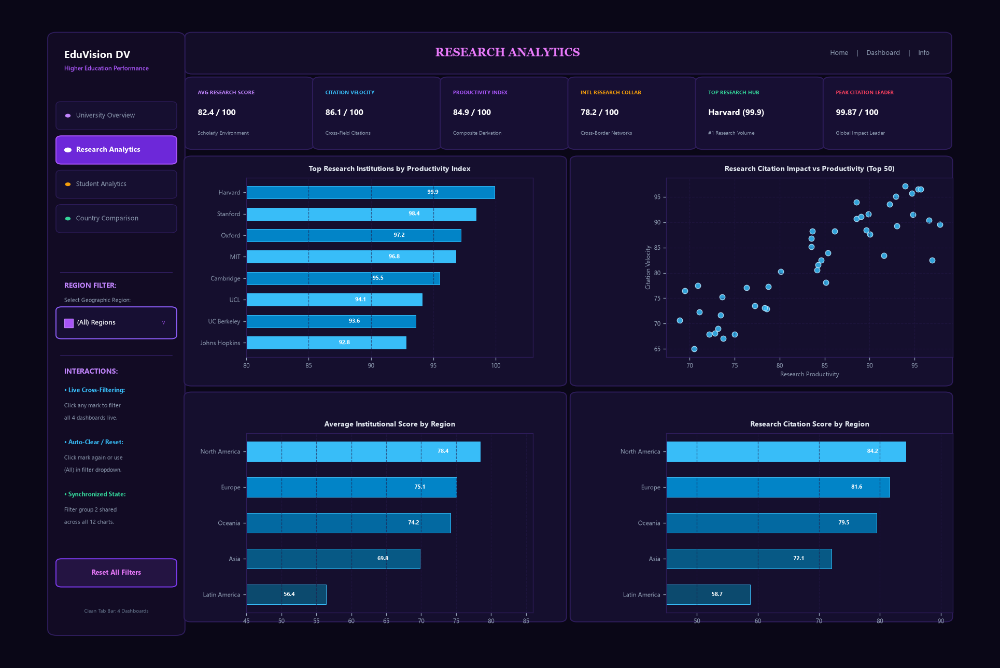 EduVision DV
Higher Education Performance
University Overview
Research Analytics
Student Analytics
Country Comparison
REGION FILTER:
Select Geographic Region:
(All) Regions
v
INTERACTIONS:
• Live Cross-Filtering:
Click any mark to filter
all 4 dashboards live.
• Auto-Clear / Reset:
Click mark again or use
(All) in filter dropdown.
• Synchronized State:
Filter group 2 shared
across all 12 charts.
Reset All Filters
Clean Tab Bar: 4 Dashboards
RESEARCH ANALYTICS
Home | Dashboard | Info
AVG RESEARCH SCORE
82.4 / 100
Scholarly Environment
CITATION VELOCITY
86.1 / 100
Cross-Field Citations
PRODUCTIVITY INDEX
84.9 / 100
Composite Derivation
INTL RESEARCH COLLAB
78.2 / 100
Cross-Border Networks
TOP RESEARCH HUB
Harvard (99.9)
#1 Research Volume
PEAK CITATION LEADER
99.87 / 100
Global Impact Leader
Top Research Institutions by Productivity Index
Harvard 99.9
Stanford 98.4
Oxford 97.2
MIT 96.8
Cambridge 95.5
UCL 94.1
UC Berkeley 93.6
Johns Hopkins 92.8
80 85 90 95 100
Research Citation Impact vs Productivity (Top 50)
Citation Velocity
95
90
85
80
75
70
65
70 75 80 85 90 95
Research Productivity
Average Institutional Score by Region
North America 78.4
Europe 75.1
Oceania 74.2
Asia 69.8
Latin America 56.4
45 50 55 60 65 70 75 80 85
Research Citation Score by Region
North America 84.2
Europe 81.6
Oceania 79.5
Asia 72.1
Latin America 58.7
50 60 70 80 90